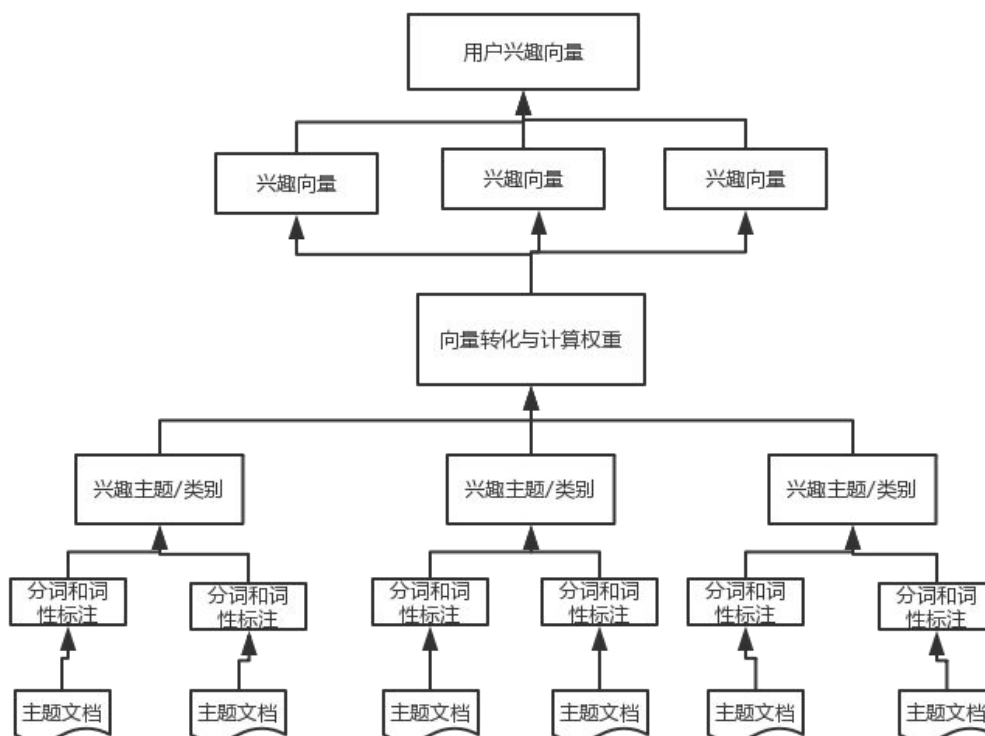 用户兴趣向量
兴趣向量
兴趣向量
兴趣向量
向量转化与计算权重
兴趣主题/类别
兴趣主题/类别
兴趣主题/类别
分词和词
性标注
分词和词
性标注
分词和词
性标注
分词和词
性标注
分词和词
性标注
分词和词
性标注
主题文档
主题文档
主题文档
主题文档
主题文档
主题文档